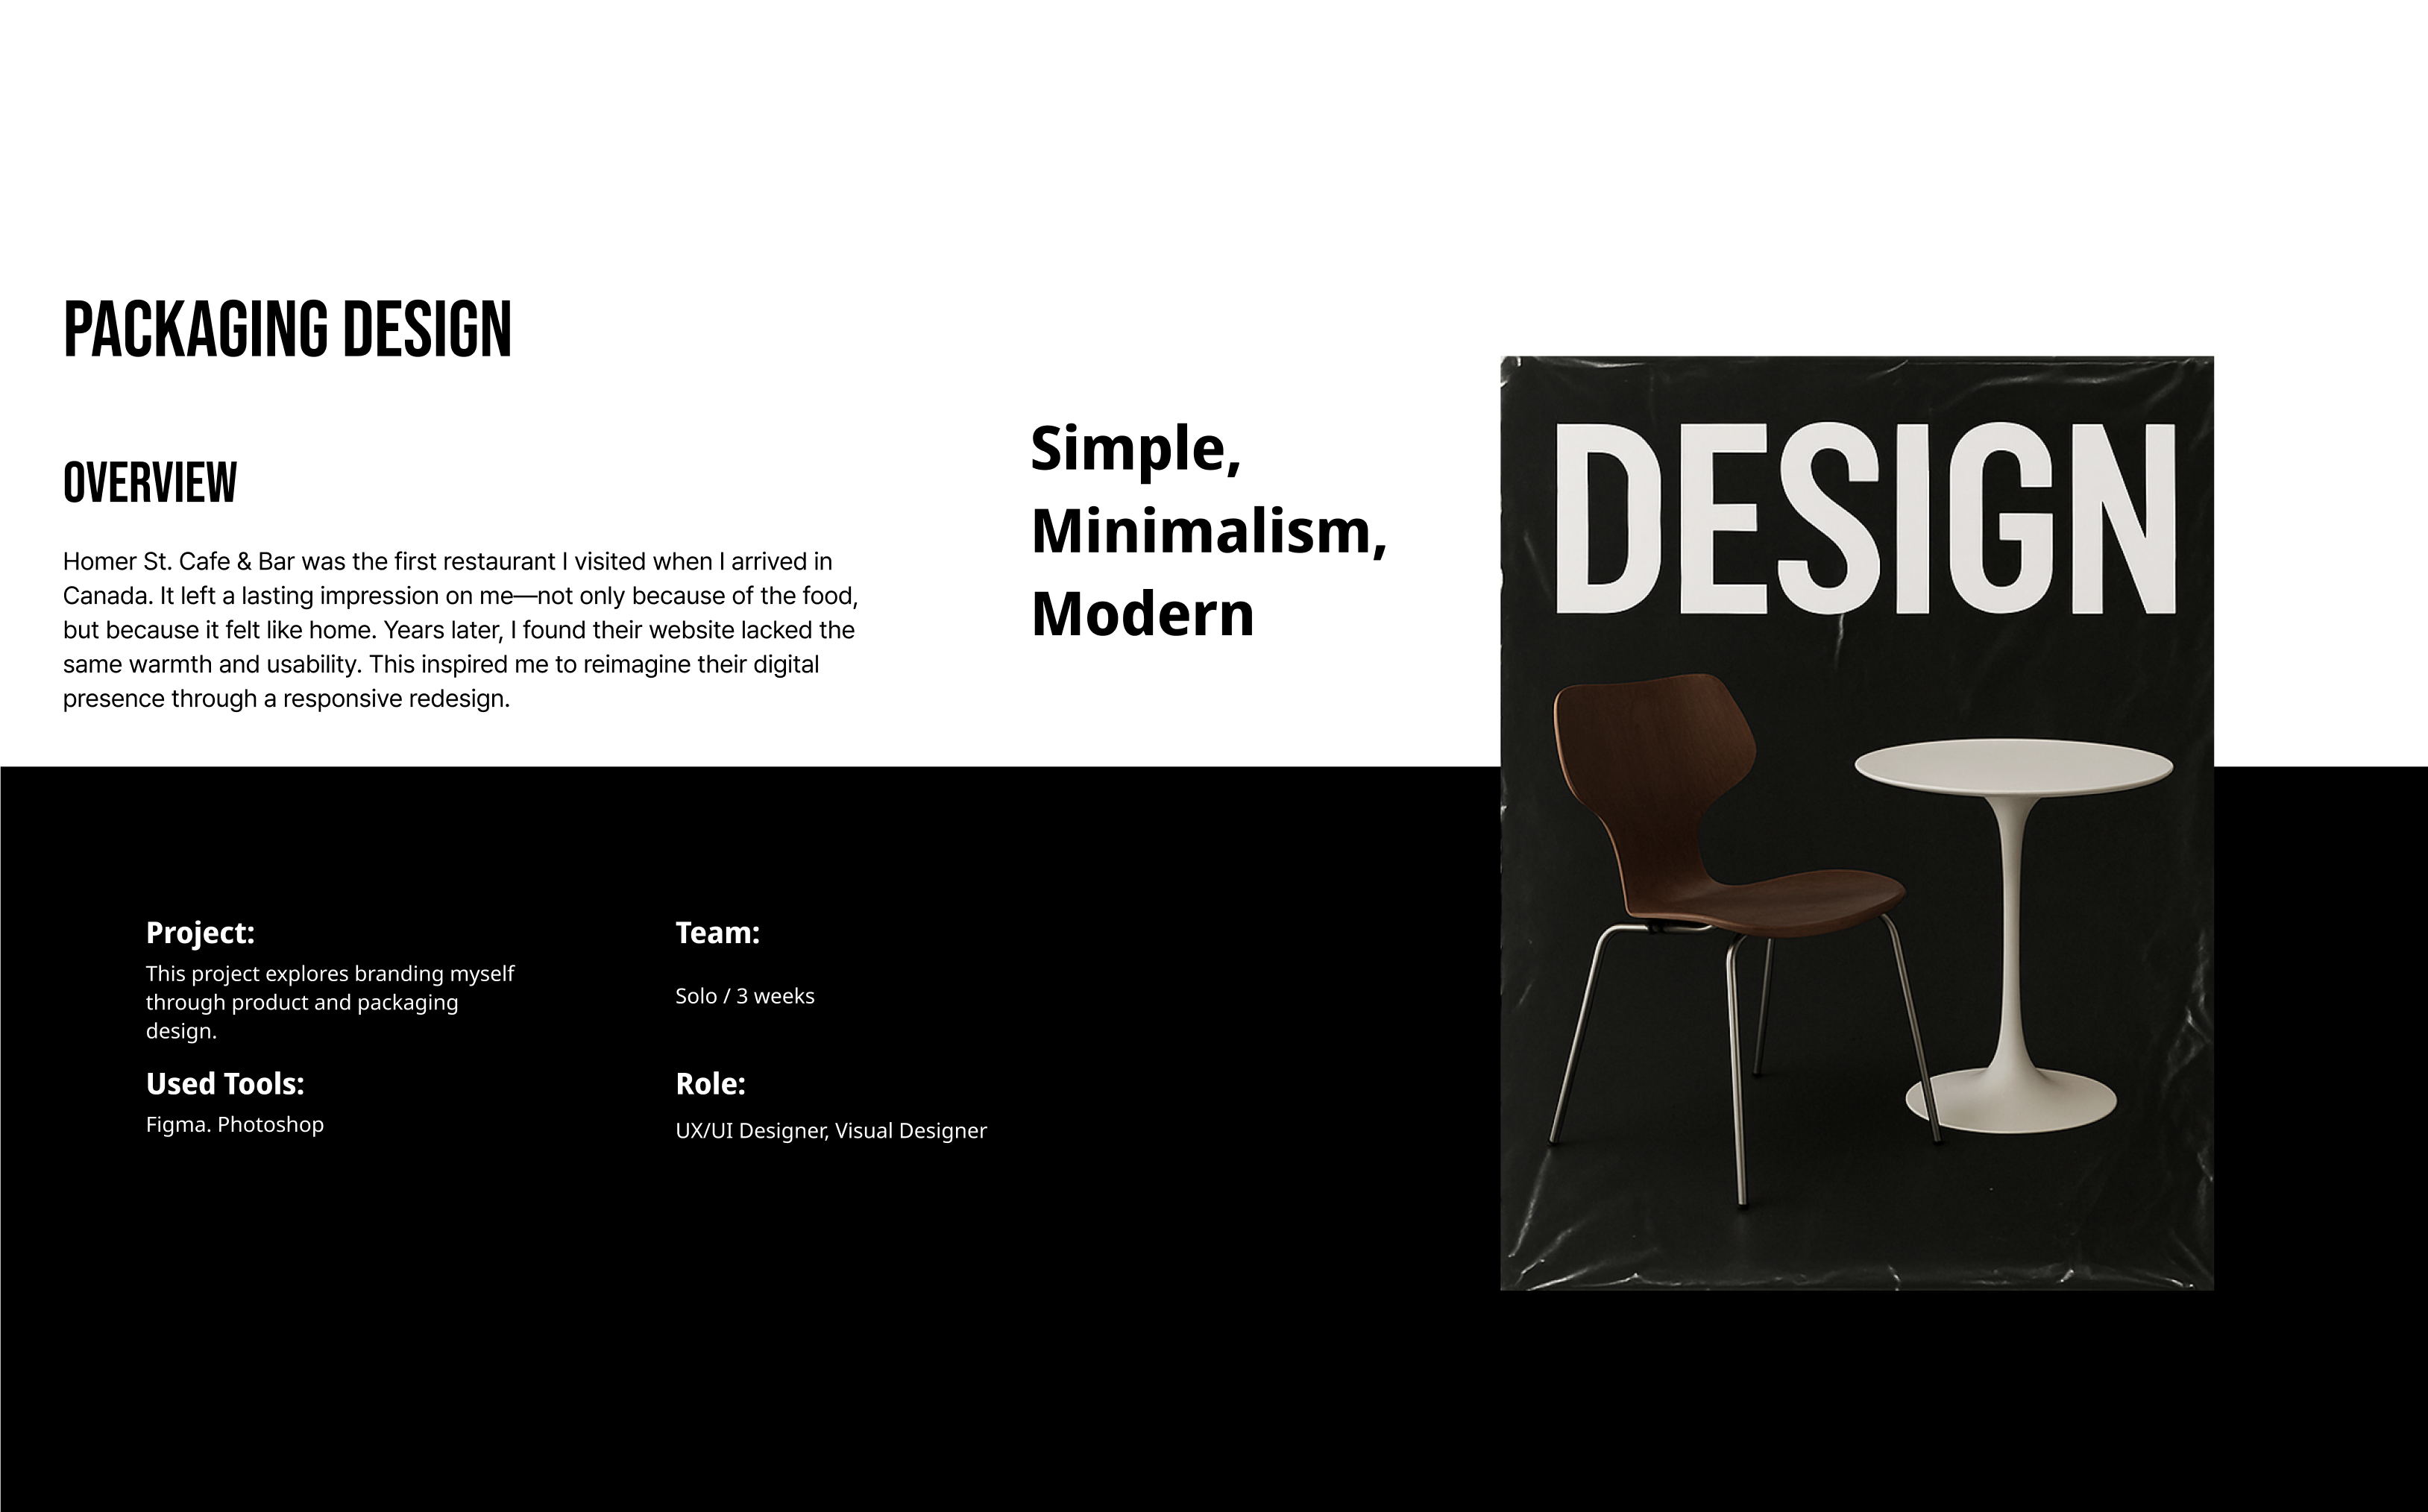 PACKAGING DESIGN
OVERVIEW
Homer St. Cafe & Bar was the first restaurant I visited when I arrived in
Canada. It left a lasting impression on me—not only because of the food,
but because it felt like home. Years later, I found their website lacked the
same warmth and usability. This inspired me to reimagine their digital
presence through a responsive redesign.
Simple,
Minimalism,
Modern
DESIGN
Project:
This project explores branding myself
through product and packaging
design.
Team:
Solo / 3 weeks
Used Tools:
Figma. Photoshop
Role:
UX/UI Designer, Visual Designer